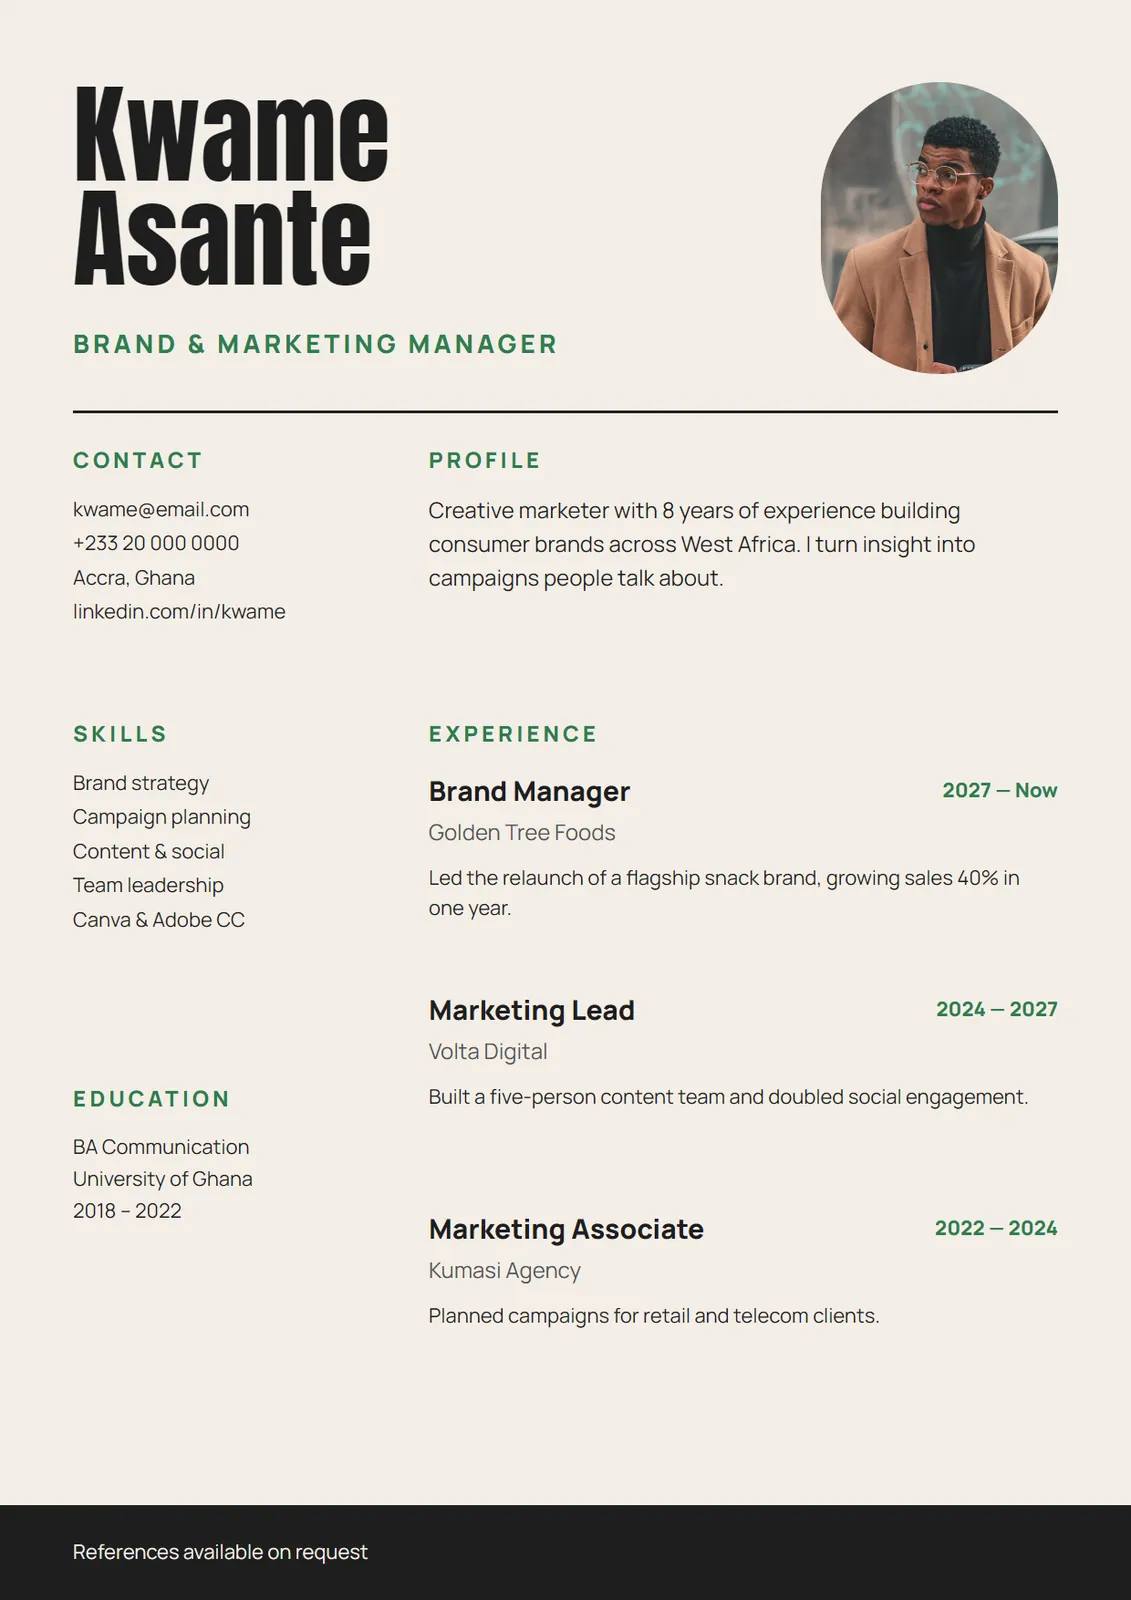 Kwame
Asante
BRAND & MARKETING MANAGER
CONTACT
kwame@email.com
+233 20 000 0000
Accra, Ghana
linkedin.com/in/kwame
PROFILE
Creative marketer with 8 years of experience building
consumer brands across West Africa. I turn insight into
campaigns people talk about.
SKILLS
Brand strategy
Campaign planning
Content & social
Team leadership
Canva & Adobe CC
EDUCATION
BA Communication
University of Ghana
2018 – 2022
EXPERIENCE
Brand Manager
2027 — Now
Golden Tree Foods
Led the relaunch of a flagship snack brand, growing sales 40% in
one year.
Marketing Lead
2024 — 2027
Volta Digital
Built a five-person content team and doubled social engagement.
Marketing Associate
2022 — 2024
Kumasi Agency
Planned campaigns for retail and telecom clients.
References available on request